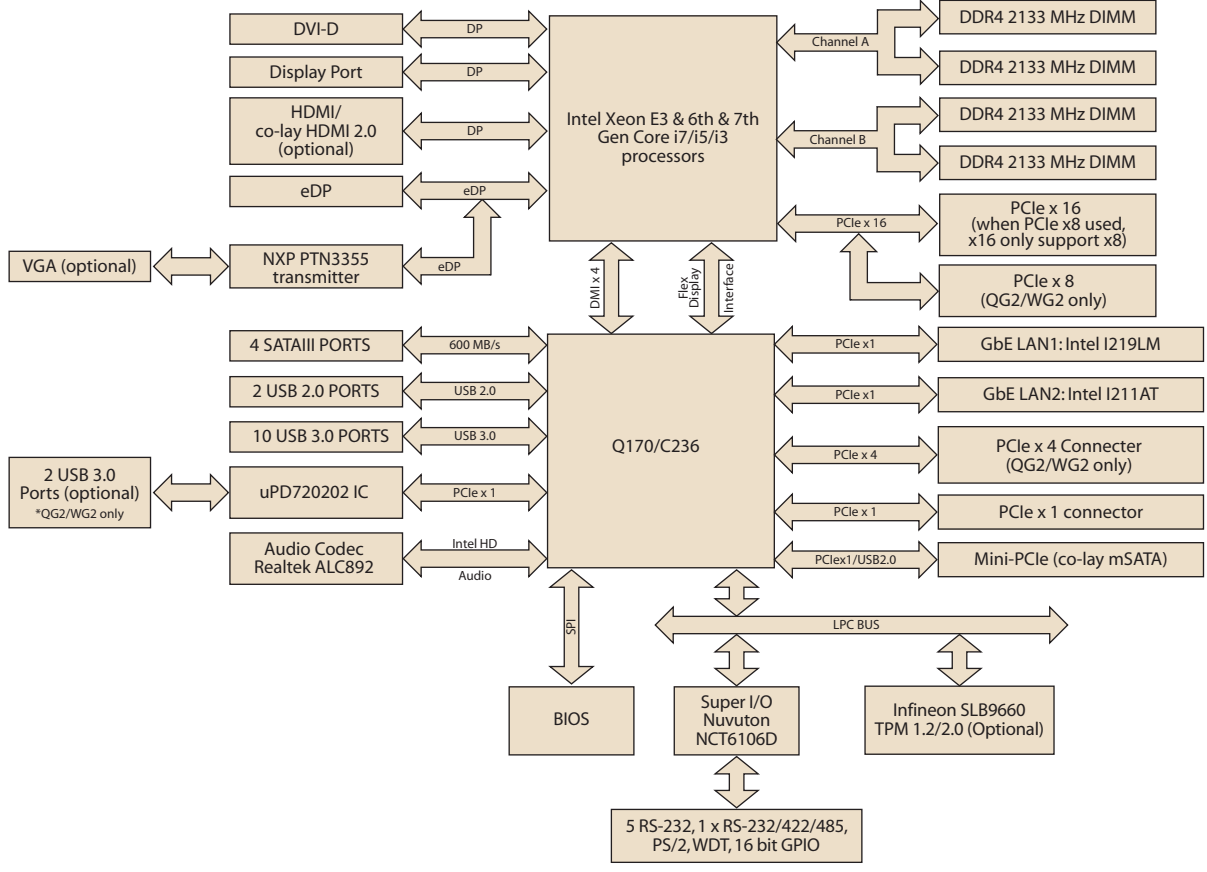 DVI-D
DP
Display Port
DP
HDMI/
co-lay HDMI 2.0
(optional)
DP
eDP
eDP
VGA (optional)
NXP PTN3355
transmitter
eDP
Intel Xeon E3 & 6th & 7th
Gen Core i7/i5/i3
processors
Channel A
DDR4 2133 MHz DIMM
DDR4 2133 MHz DIMM
Channel B
DDR4 2133 MHz DIMM
DDR4 2133 MHz DIMM
PCIe x 16
PCIe x 16
(when PCIe x8 used,
x16 only support x8)
PCIe x 8
(QG2/WG2 only)
DMI x 4
Flex
Display
Interface
4 SATAIII PORTS
600 MB/s
2 USB 2.0 PORTS
USB 2.0
10 USB 3.0 PORTS
USB 3.0
2 USB 3.0
Ports (optional)
*QG2/WG2 only
uPD720202 IC
PCIe x 1
Audio Codec
Realtek ALC892
Intel HD
Audio
Q170/C236
PCIe x1
GbE LAN1: Intel I219LM
PCIe x1
GbE LAN2: Intel I211AT
PCIe x 4
PCIe x 4 Connecter
(QG2/WG2 only)
PCIe x 1
PCIe x 1 connector
PCIex1/USB2.0
Mini-PCIe (co-lay mSATA)
SPI
LPC BUS
BIOS
Super I/O
Nuvuton
NCT6106D
Infineon SLB9660
TPM 1.2/2.0 (Optional)
5 RS-232, 1 x RS-232/422/485,
PS/2, WDT, 16 bit GPIO